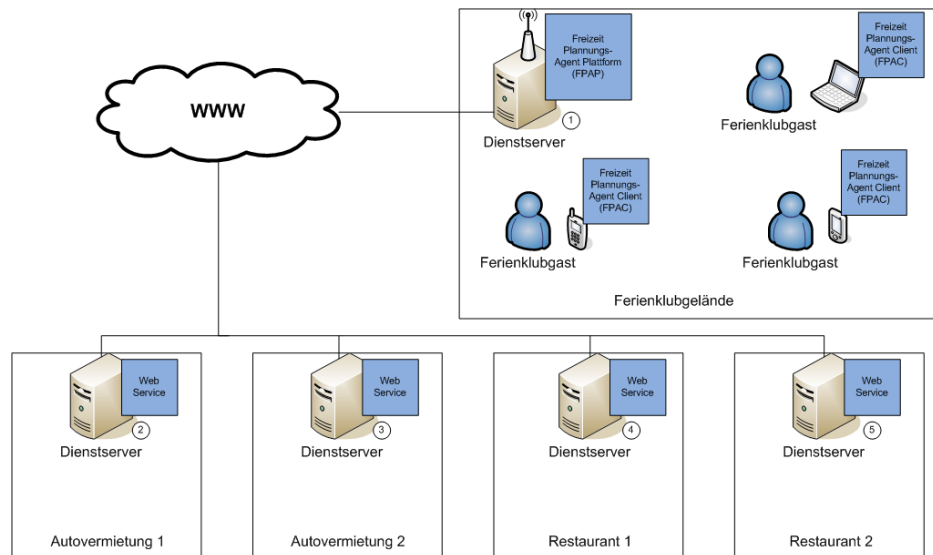 WWW
Freizeit
Plannungs-
Agent Plattform
(FPAP)
1
Dienstserver
Freizeit
Plannungs-
Agent Client
(FPAC)
Ferienklubgast
Freizeit
Plannungs-
Agent Client
(FPAC)
Ferienklubgast
Freizeit
Plannungs-
Agent Client
(FPAC)
Ferienklubgast
Ferienklubgelände
Web
Service
2
Dienstserver
Autovermietung 1
Web
Service
3
Dienstserver
Autovermietung 2
Web
Service
4
Dienstserver
Restaurant 1
Web
Service
5
Dienstserver
Restaurant 2